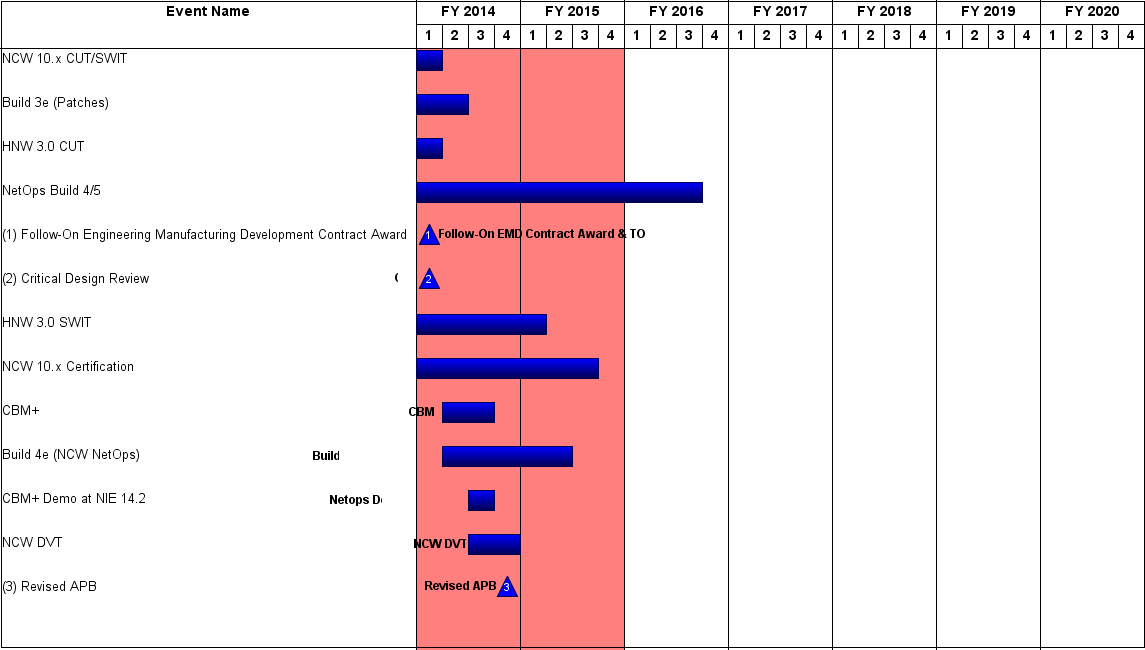 Event Name FY 2014 FY 2015 FY 2016 FY 2017 FY 2018 FY 2019 FY 2020
1 2 3 4 1 2 3 4 1 2 3 4 1 2 3 4 1 2 3 4 1 2 3 4 1 2 3 4
NCW 10.x CUT/SWIT
Build 3e (Patches)
HNW 3.0 CUT
NetOps Build 4/5
(1) Follow-On Engineering Manufacturing Development Contract Award 1 Follow-On EMD Contract Award & TO
(2) Critical Design Review 2
HNW 3.0 SWIT
NCW 10.x Certification
CBM+ CBM
Build 4e (NCW NetOps) Build
CBM+ Demo at NIE 14.2 Netops
NCW DVT NCW DVT
(3) Revised APB Revised APB 3